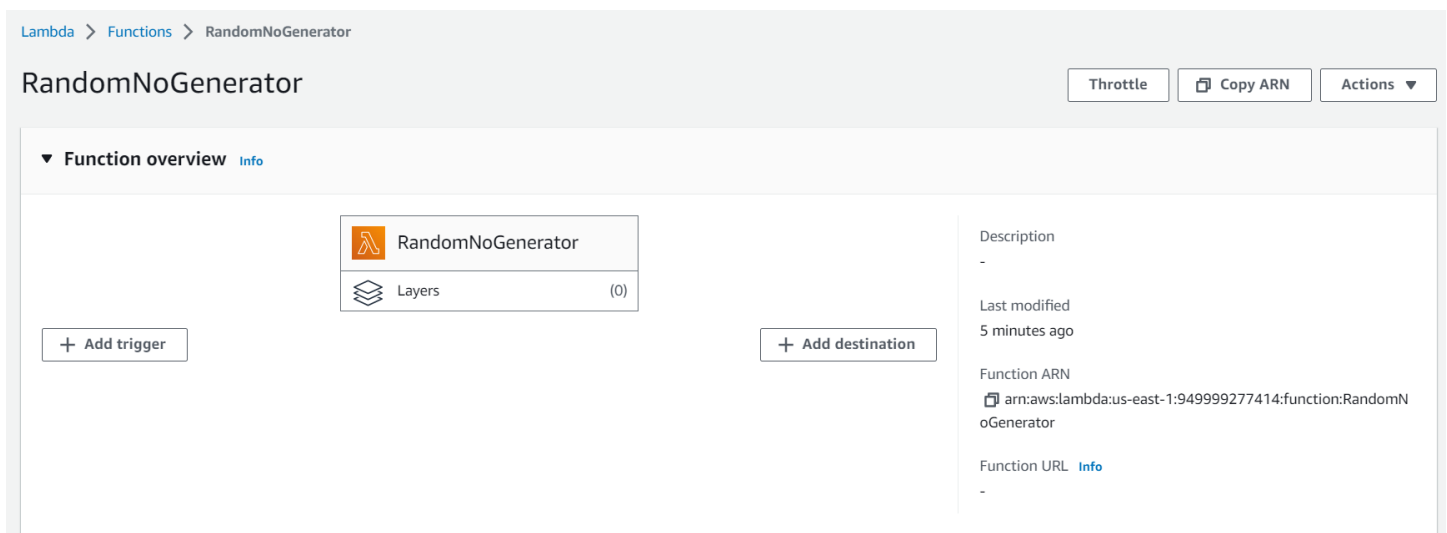 Lambda > Functions > RandomNoGenerator
RandomNoGenerator
Throttle
Copy ARN
Actions ▼
▼ Function overview Info
RandomNoGenerator
Layers (0)
+ Add trigger
+ Add destination
Description
-
Last modified
5 minutes ago
Function ARN
arn:aws:lambda:us-east-1:949999277414:function:RandomN
oGenerator
Function URL Info
-